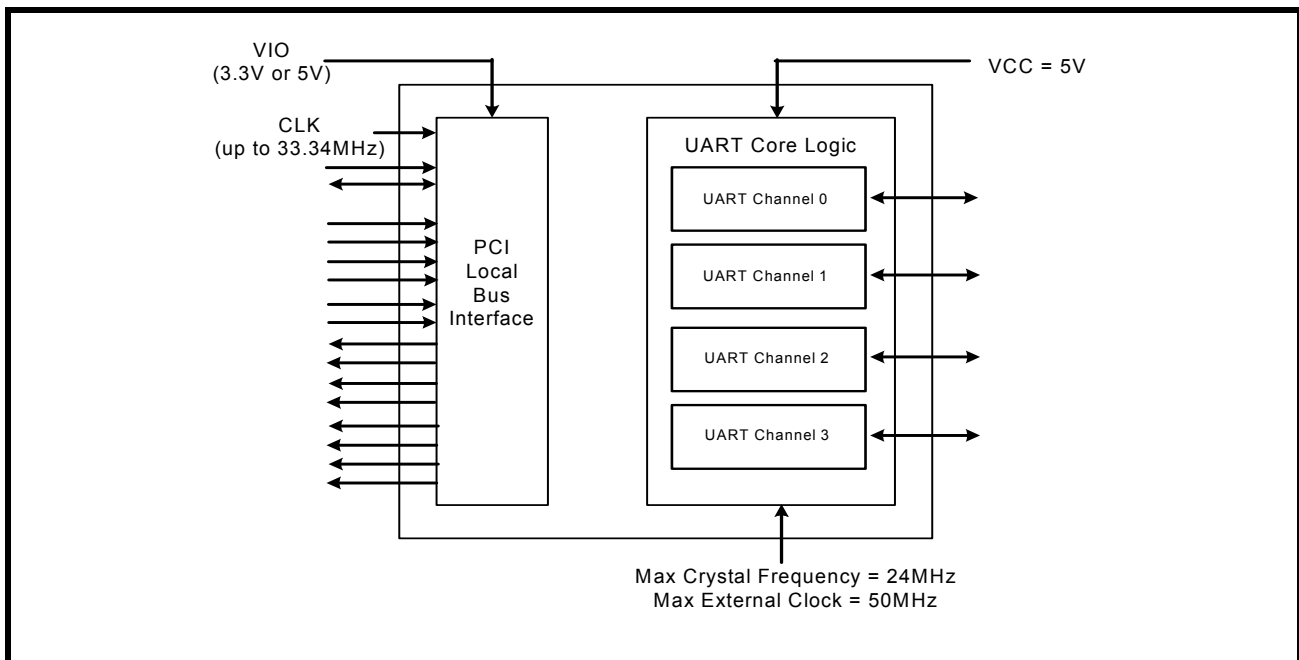 VIO
(3.3V or 5V)
VCC = 5V
CLK
(up to 33.34MHz)
PCI
Local
Bus
Interface
UART Core Logic
UART Channel 0
UART Channel 1
UART Channel 2
UART Channel 3
Max Crystal Frequency = 24MHz
Max External Clock = 50MHz